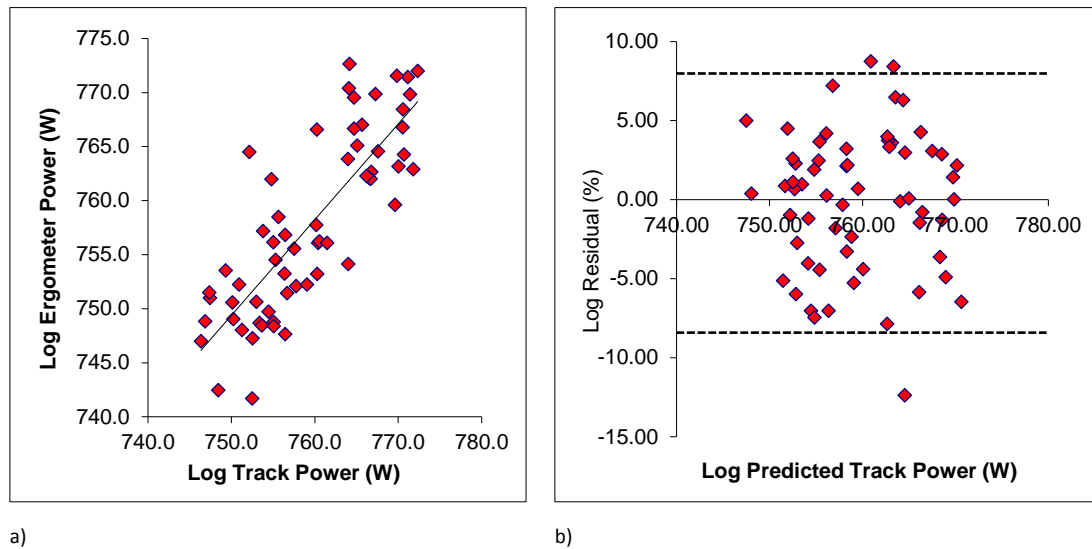 775.0
770.0
765.0
760.0
755.0
750.0
745.0
740.0
740.0 750.0 760.0 770.0 780.0
Log Ergometer Power (W)
Log Track Power (W)
10.00
5.00
0.00
-5.00
-10.00
-15.00
740.00 750.00 760.00 770.00 780.00
Log Residual (%)
Log Predicted Track Power (W)
a)
b)